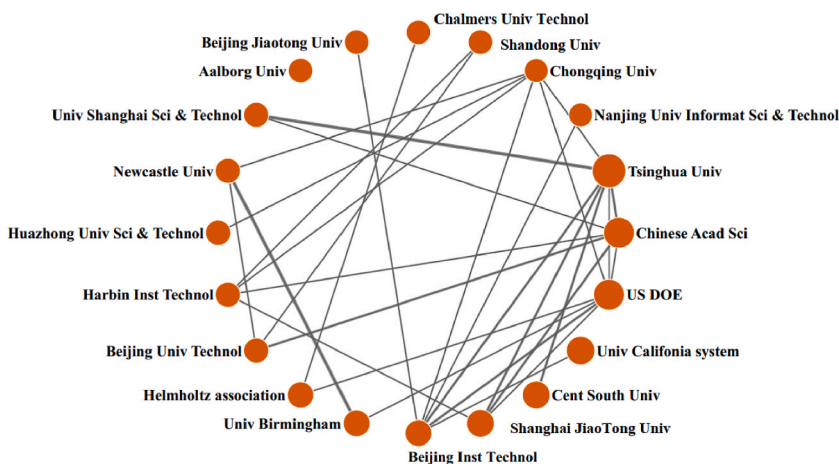 Chalmers Univ Technol
Beijing Jiaotong Univ
Shandong Univ
Aalborg Univ
Chongqing Univ
Univ Shanghai Sci & Technol
Nanjing Univ Informat Sci & Technol
Newcastle Univ
Tsinghua Univ
Huazhong Univ Sci & Technol
Chinese Acad Sci
Harbin Inst Technol
US DOE
Beijing Univ Technol
Univ Califonia system
Helmholtz association
Cent South Univ
Univ Birmingham
Shanghai JiaoTong Univ
Beijing Inst Technol